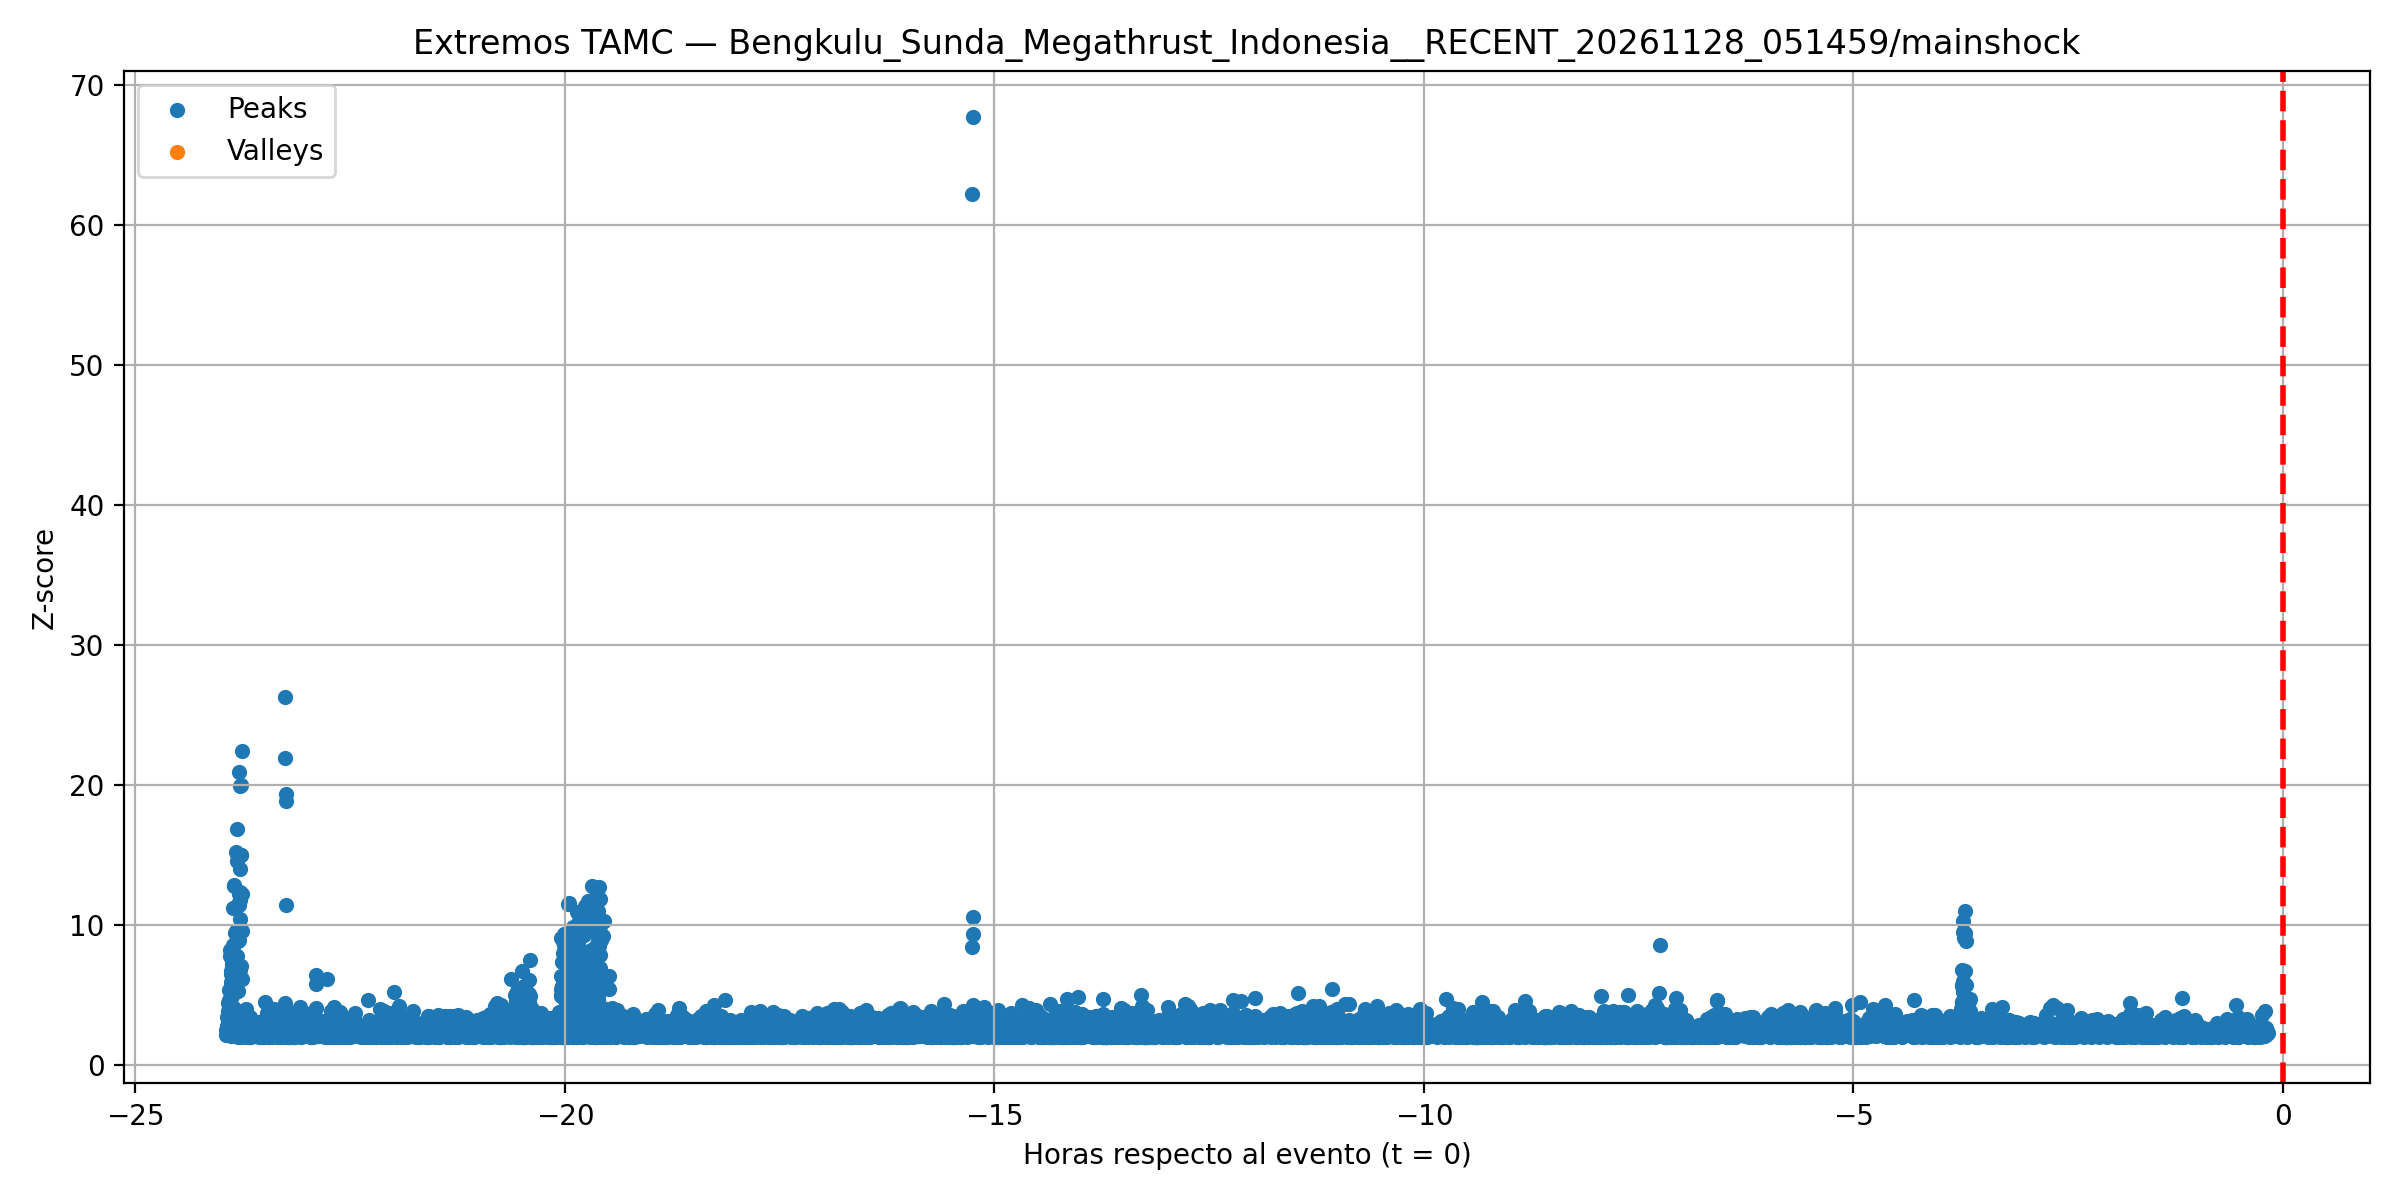 Extremos TAMC — Bengkulu_Sunda_Megathrust_Indonesia__RECENT_20261128_051459/mainshock
Peaks
Valleys
70
60
50
40
30
20
10
0
Z-score
−25
−20
−15
−10
−5
0
Horas respecto al evento (t = 0)